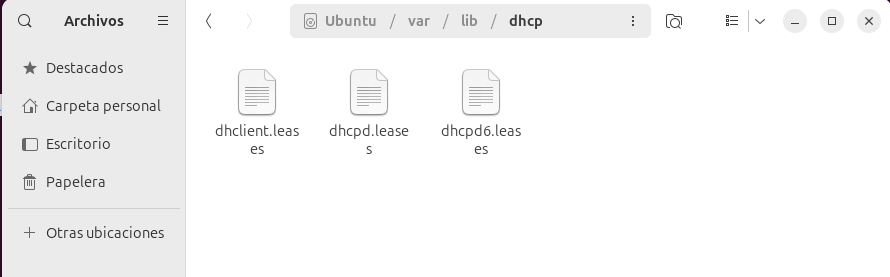 Archivos
Ubuntu / var / lib / dhcp
Destacados
Carpeta personal
Escritorio
Papelera
Otras ubicaciones
dhclient.leas
es
dhcpd.lease
s
dhcpd6.leas
es